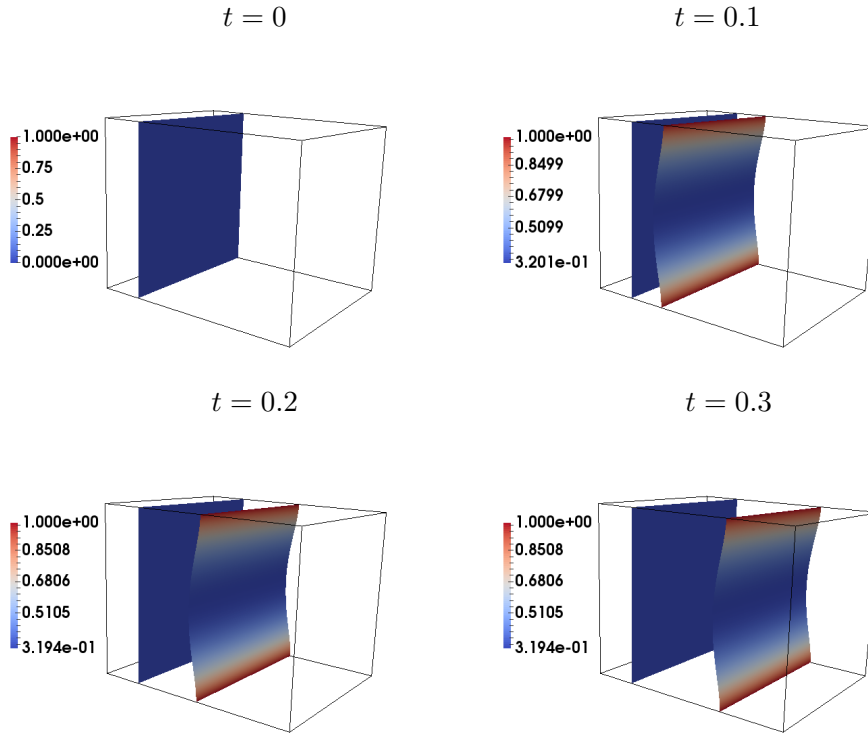 t = 0
t = 0.1
1.000e+00
0.75
0.5
0.25
0.000e+00
1.000e+00
0.8499
0.6799
0.5099
3.201e-01
t = 0.2
t = 0.3
1.000e+00
0.8508
0.6806
0.5105
3.194e-01
1.000e+00
0.8508
0.6806
0.5105
3.194e-01